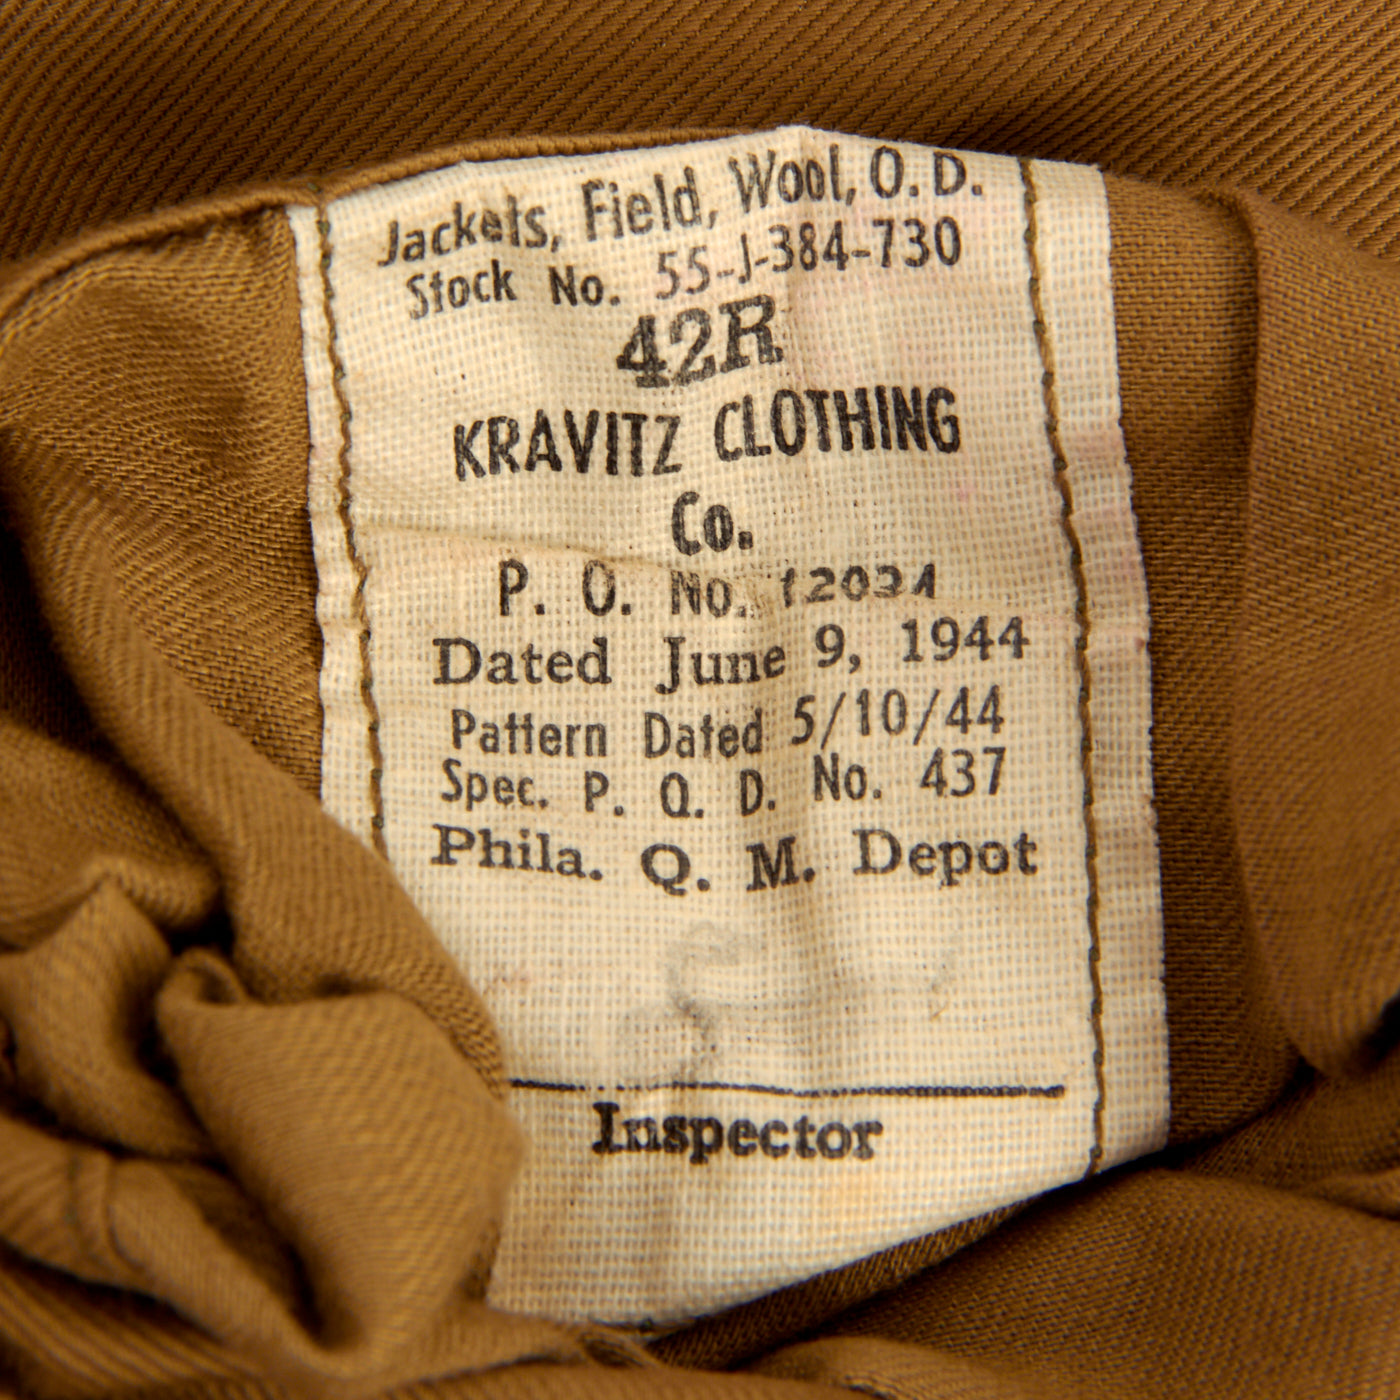 Jackets, Field, Wool, O.D.
Stock No. 55-J-384-730
42R
KRAVITZ CLOTHING
Co.
P. O. No. 12034
Dated June 9, 1944
Pattern Dated 5/10/44
Spec. P. Q. D. No. 437
Phila. Q. M. Depot
Inspector